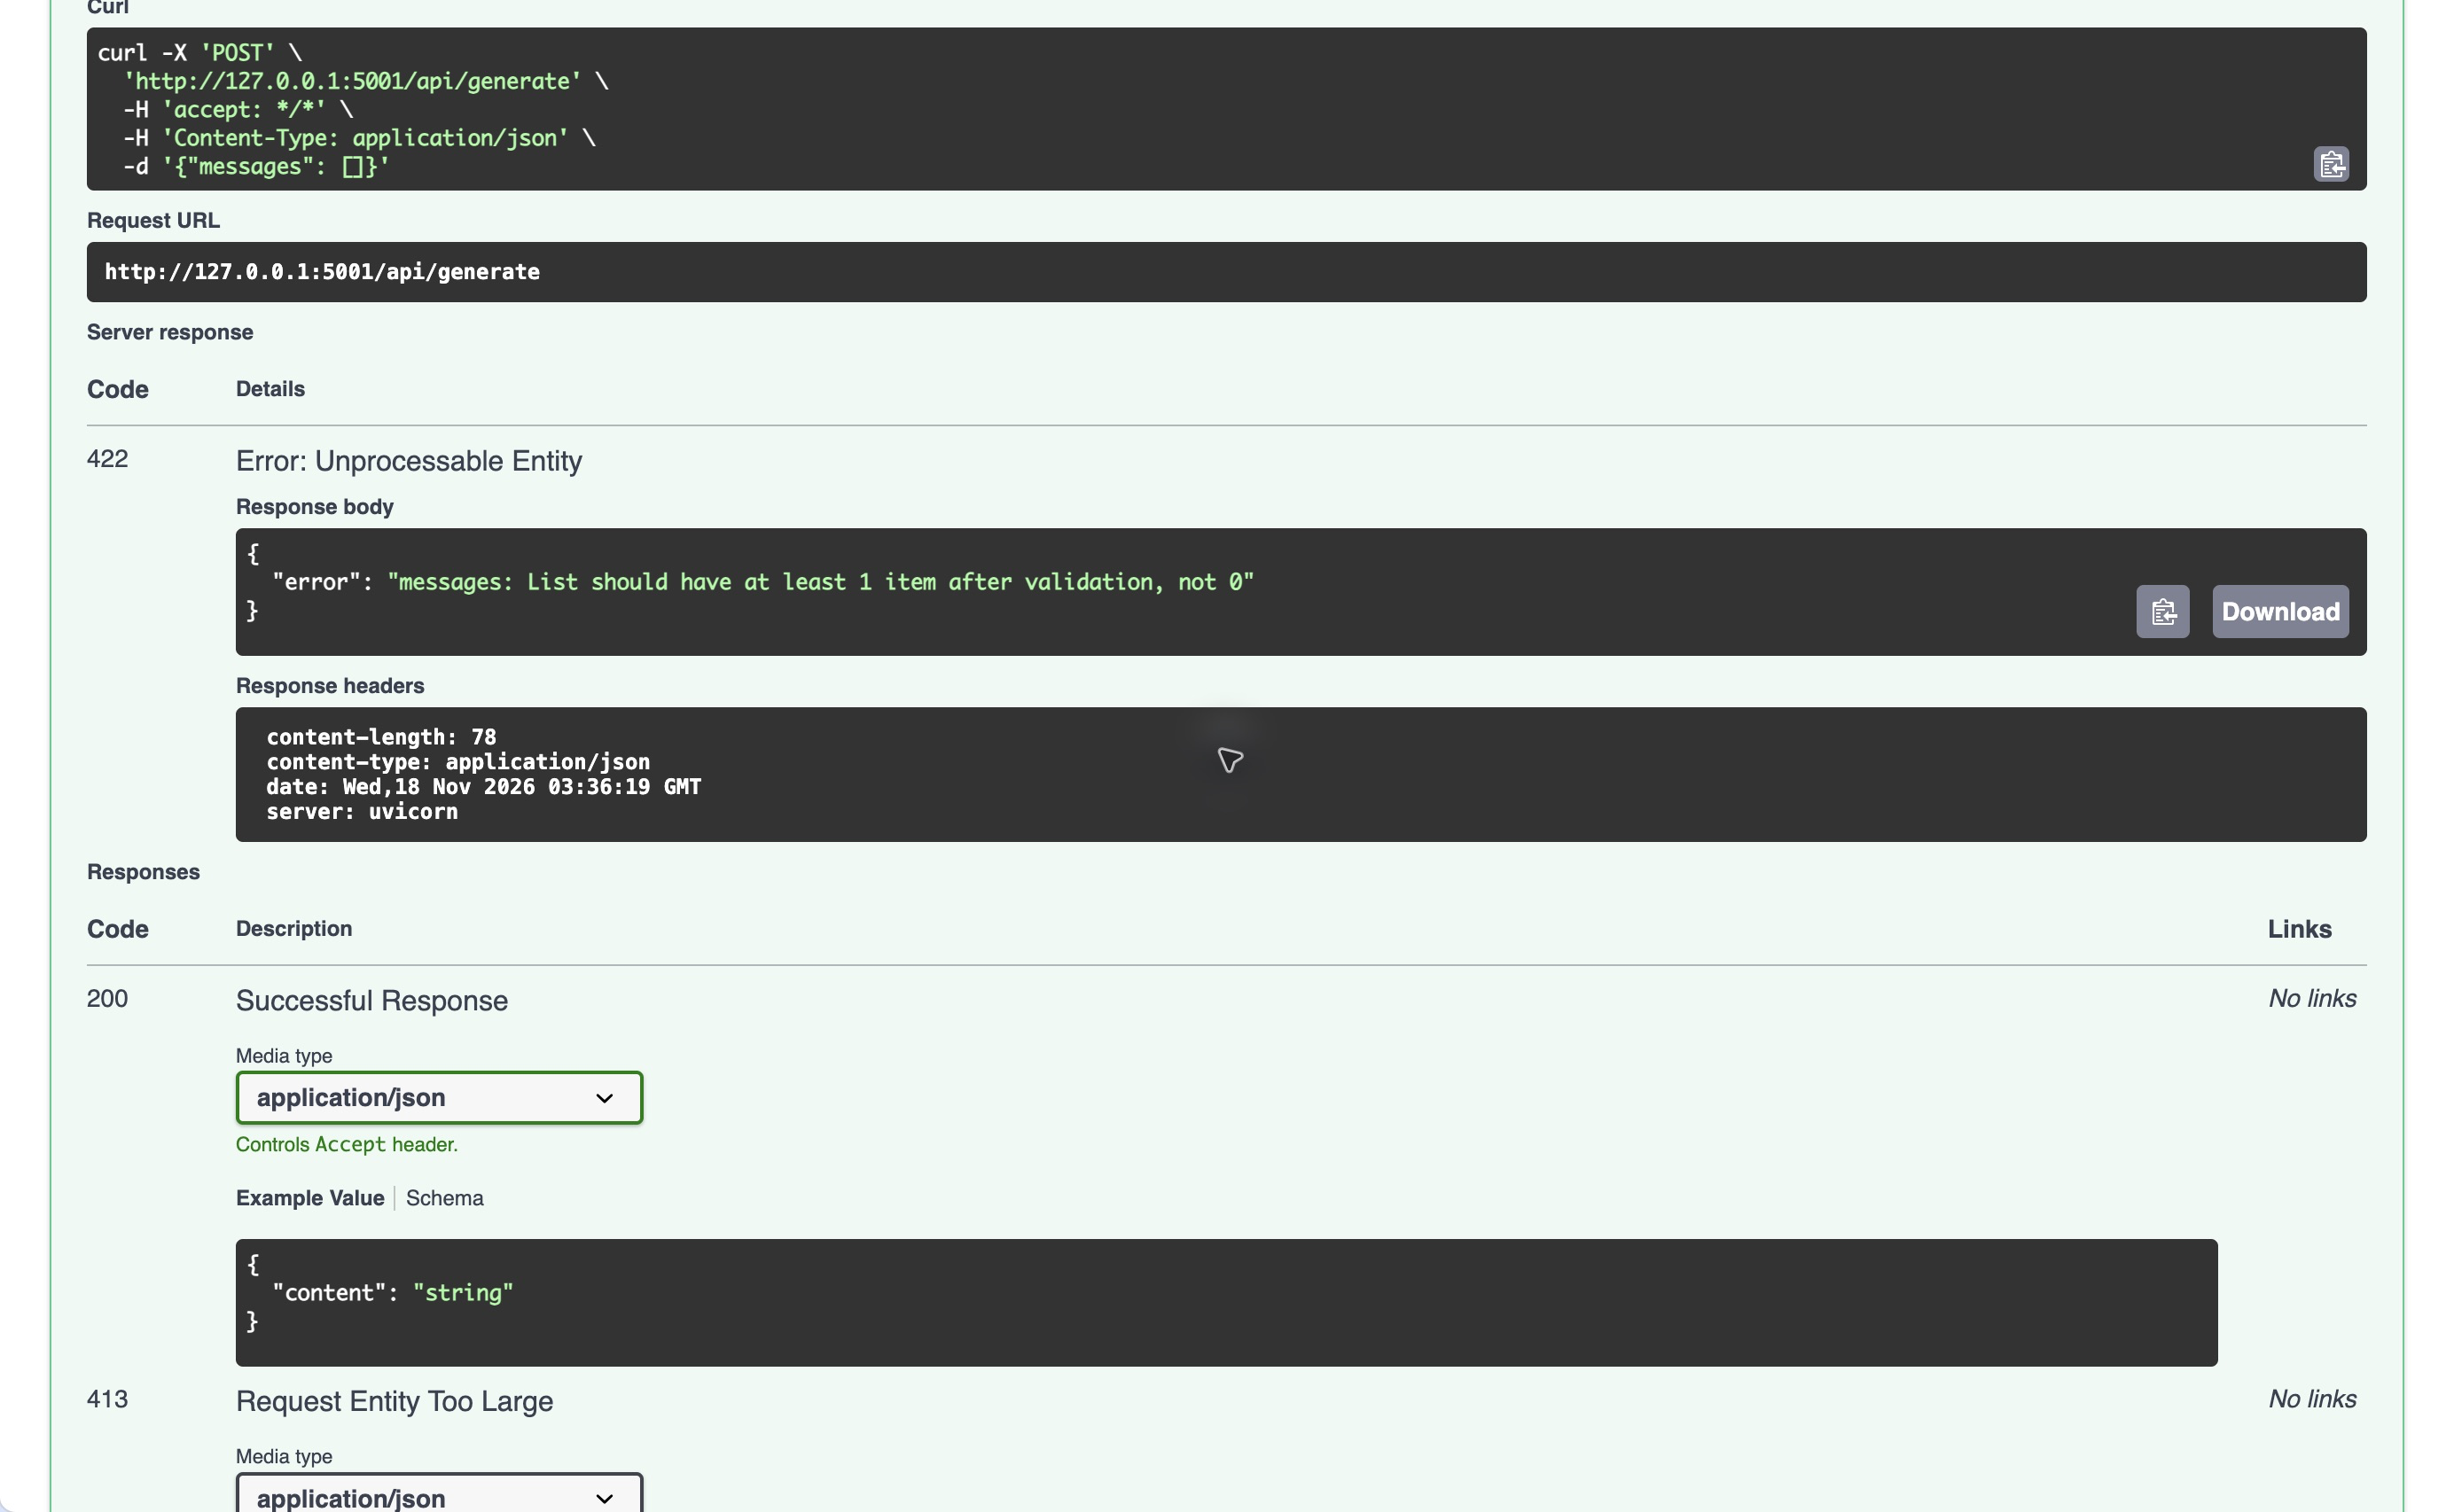 Curl
curl -X 'POST' \
  'http://127.0.0.1:5001/api/generate' \
  -H 'accept: */*' \
  -H 'Content-Type: application/json' \
  -d '{"messages": []}'
Request URL
http://127.0.0.1:5001/api/generate
Server response
Code Details
422 Error: Unprocessable Entity
Response body
{
  "error": "messages: List should have at least 1 item after validation, not 0"
}
Download
Response headers
content-length: 78
content-type: application/json
date: Wed,18 Nov 2026 03:36:19 GMT
server: uvicorn
Responses
Code Description Links
200 Successful Response No links
Media type
application/json
Controls Accept header.
Example Value Schema
{
  "content": "string"
}
413 Request Entity Too Large No links
Media type
application/json